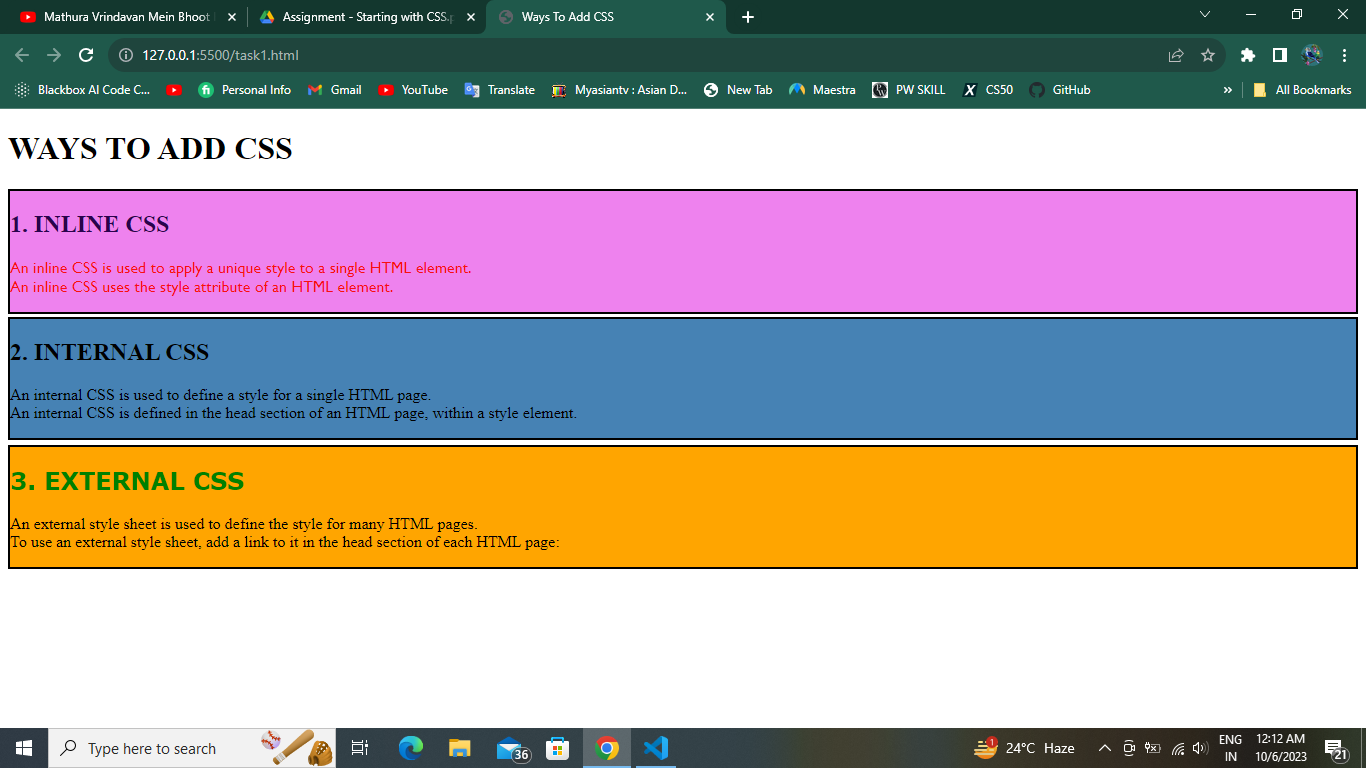 Mathura Vrindavan Mein Bhoot
Assignment - Starting with CSS.p
Ways To Add CSS
127.0.0.1:5500/task1.html
Blackbox AI Code C...
Personal Info
Gmail
YouTube
Translate
Myasiantv : Asian D...
New Tab
Maestra
PW SKILL
CS50
GitHub
»
All Bookmarks
WAYS TO ADD CSS
1. INLINE CSS
An inline CSS is used to apply a unique style to a single HTML element.
An inline CSS uses the style attribute of an HTML element.
2. INTERNAL CSS
An internal CSS is used to define a style for a single HTML page.
An internal CSS is defined in the head section of an HTML page, within a style element.
3. EXTERNAL CSS
An external style sheet is used to define the style for many HTML pages.
To use an external style sheet, add a link to it in the head section of each HTML page:
Type here to search
36
1
24°C Haze
ENG
IN
12:12 AM
10/6/2023
21